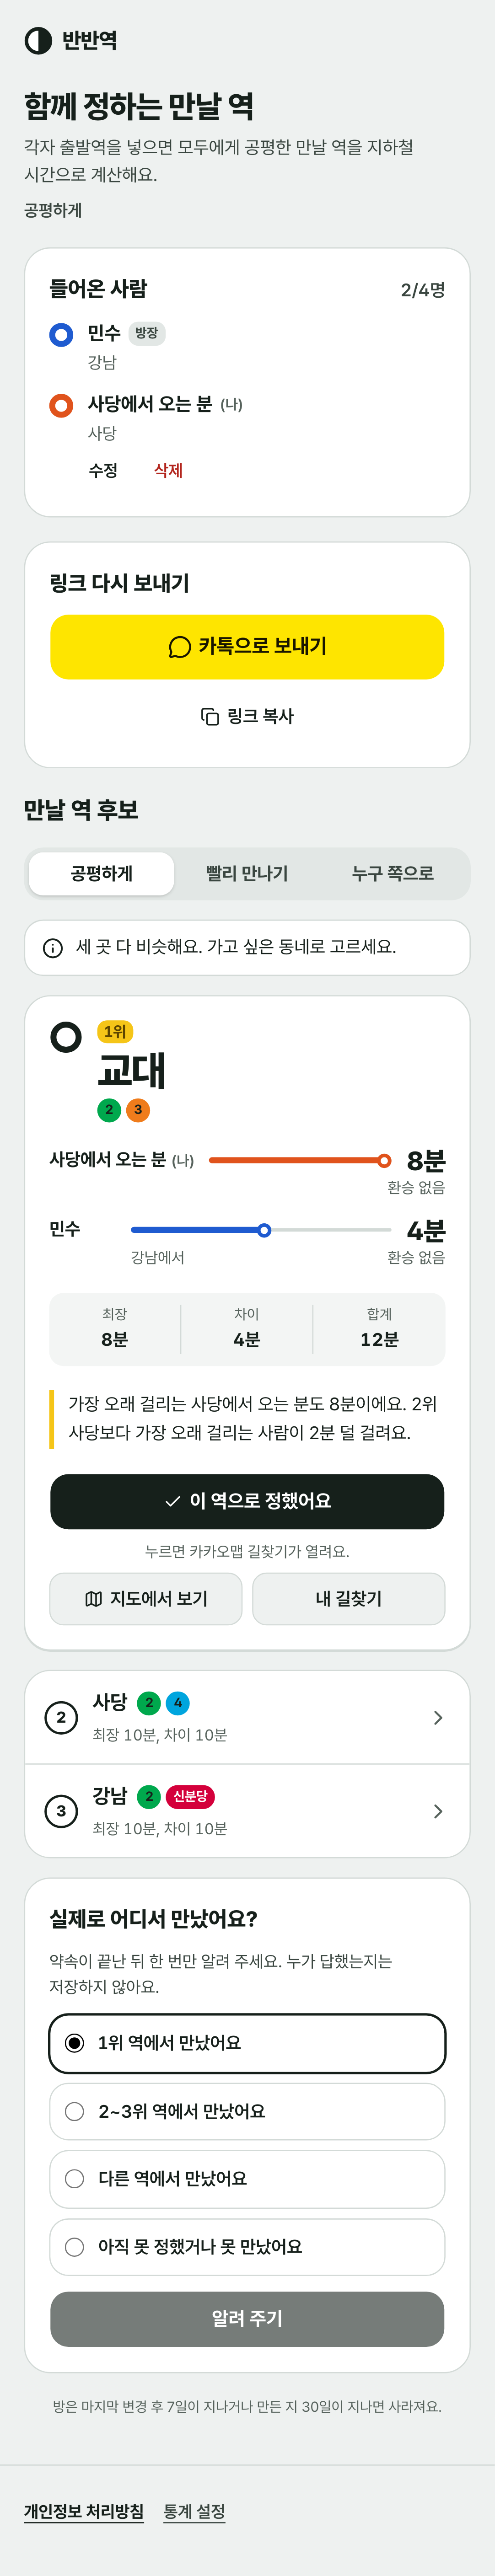 반반역
함께 정하는 만날 역
각자 출발역을 넣으면 모두에게 공평한 만날 역을 지하철
시간으로 계산해요.
공평하게
들어온 사람
2/4명
민수 방장
강남
사당에서 오는 분 (나)
사당
수정 삭제
링크 다시 보내기
카톡으로 보내기
링크 복사
만날 역 후보
공평하게 빨리 만나기 누구 쪽으로
세 곳 다 비슷해요. 가고 싶은 동네로 고르세요.
1위
교대
2 3
사당에서 오는 분 (나) 8분
환승 없음
민수 4분
강남에서 환승 없음
최장 차이 합계
8분 4분 12분
가장 오래 걸리는 사당에서 오는 분도 8분이에요. 2위
사당보다 가장 오래 걸리는 사람이 2분 덜 걸려요.
이 역으로 정했어요
누르면 카카오맵 길찾기가 열려요.
지도에서 보기 내 길찾기
2 사당 2 4
최장 10분, 차이 10분
3 강남 2 신분당
최장 10분, 차이 10분
실제로 어디서 만났어요?
약속이 끝난 뒤 한 번만 알려 주세요. 누가 답했는지는
저장하지 않아요.
1위 역에서 만났어요
2~3위 역에서 만났어요
다른 역에서 만났어요
아직 못 정했거나 못 만났어요
알려 주기
방은 마지막 변경 후 7일이 지나거나 만든 지 30일이 지나면 사라져요.
개인정보 처리방침 통계 설정